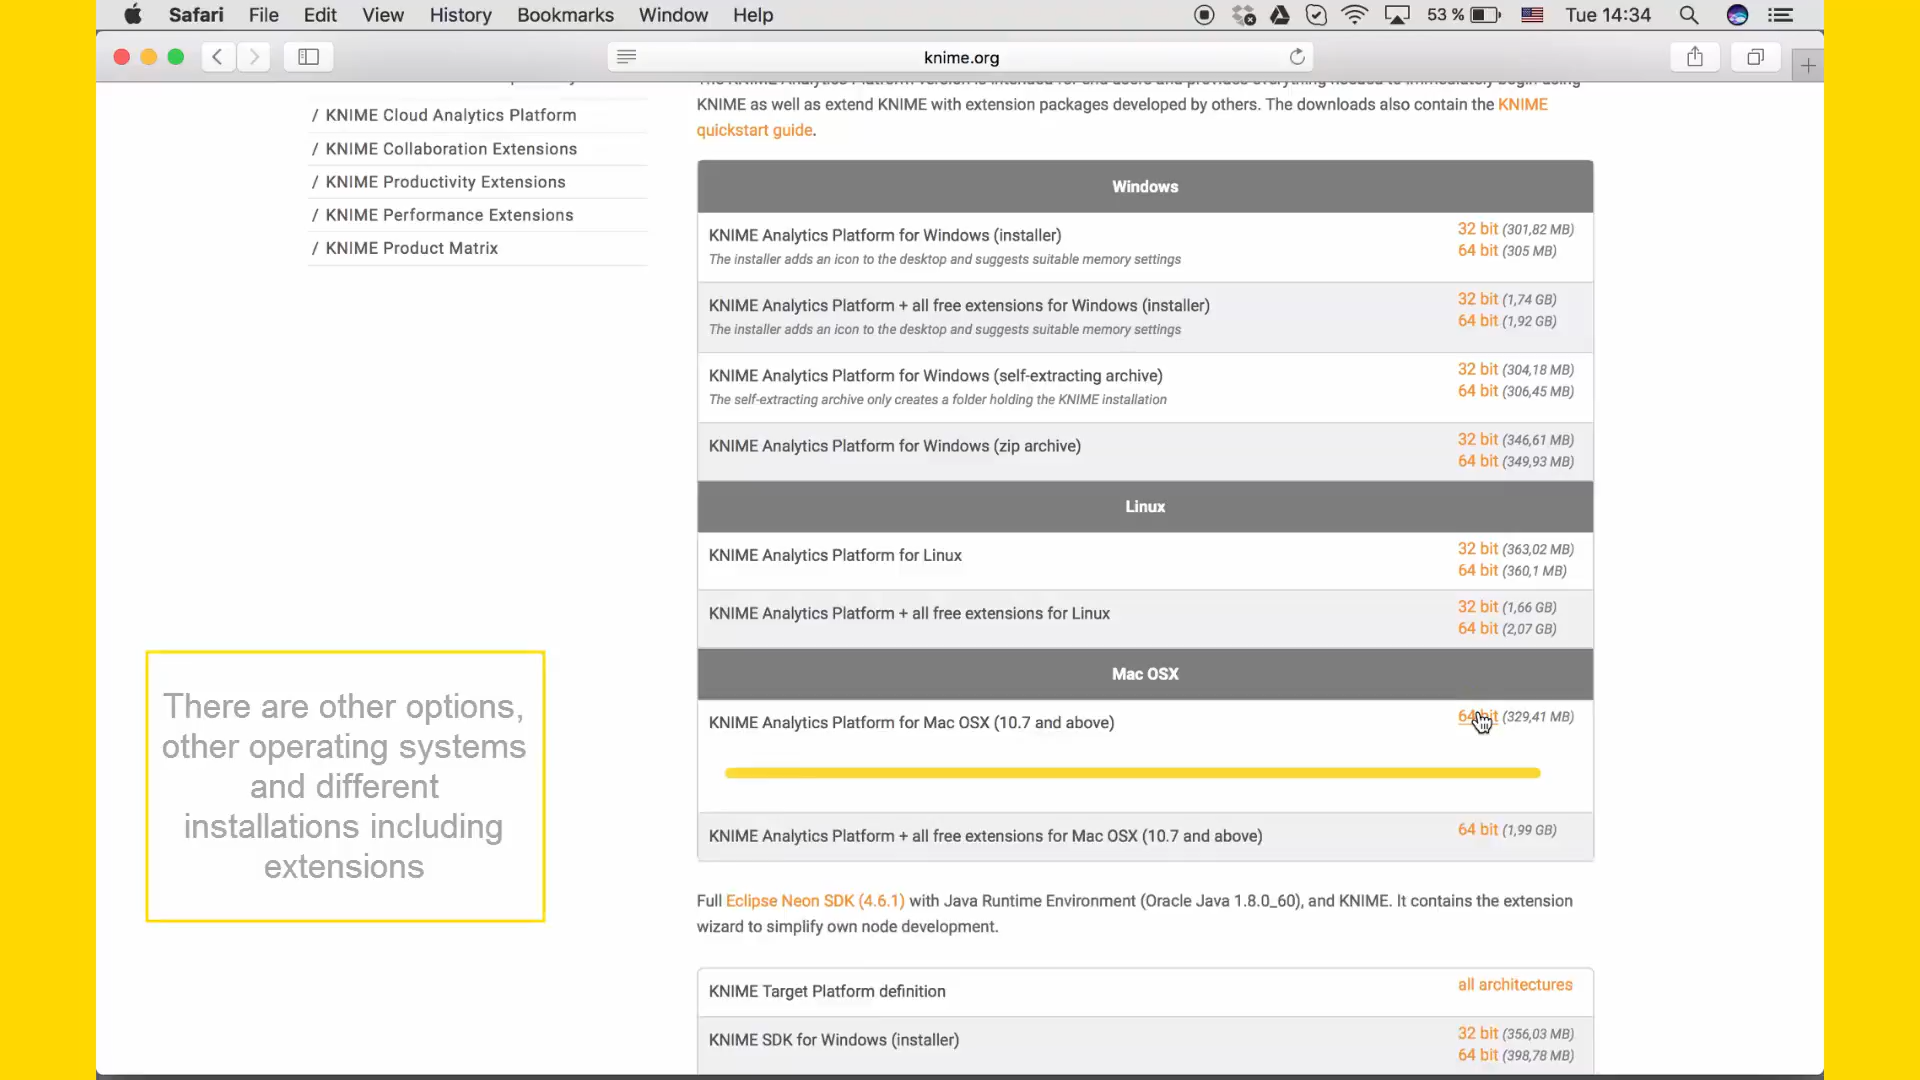 Safari File Edit View History Bookmarks Window Help 53 % Tue 14:34
knime.org
KNIME as well as extend KNIME with extension packages developed by others. The downloads also contain the KNIME
quickstart guide.
/ KNIME Cloud Analytics Platform
/ KNIME Collaboration Extensions
/ KNIME Productivity Extensions
/ KNIME Performance Extensions
/ KNIME Product Matrix
Windows
KNIME Analytics Platform for Windows (installer)
The installer adds an icon to the desktop and suggests suitable memory settings
32 bit (301,82 MB)
64 bit (305 MB)
KNIME Analytics Platform + all free extensions for Windows (installer)
The installer adds an icon to the desktop and suggests suitable memory settings
32 bit (1,74 GB)
64 bit (1,92 GB)
KNIME Analytics Platform for Windows (self-extracting archive)
The self-extracting archive only creates a folder holding the KNIME installation
32 bit (304,18 MB)
64 bit (306,45 MB)
KNIME Analytics Platform for Windows (zip archive)
32 bit (346,61 MB)
64 bit (349,93 MB)
Linux
KNIME Analytics Platform for Linux
32 bit (363,02 MB)
64 bit (360,1 MB)
KNIME Analytics Platform + all free extensions for Linux
32 bit (1,66 GB)
64 bit (2,07 GB)
Mac OSX
KNIME Analytics Platform for Mac OSX (10.7 and above)
64 bit (329,41 MB)
KNIME Analytics Platform + all free extensions for Mac OSX (10.7 and above)
64 bit (1,99 GB)
There are other options,
other operating systems
and different
installations including
extensions
Full Eclipse Neon SDK (4.6.1) with Java Runtime Environment (Oracle Java 1.8.0_60), and KNIME. It contains the extension
wizard to simplify own node development.
KNIME Target Platform definition
all architectures
KNIME SDK for Windows (installer)
32 bit (356,03 MB)
64 bit (398,78 MB)